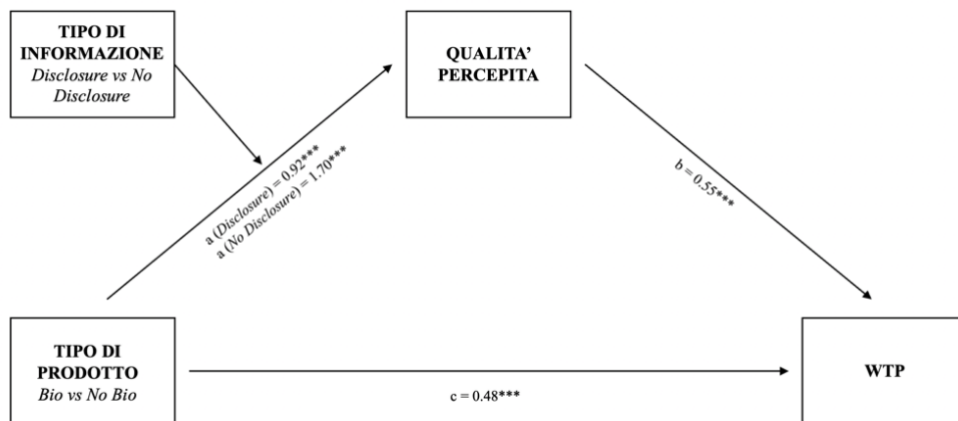 TIPO DI
INFORMAZIONE
Disclosure vs No
Disclosure
QUALITA’
PERCEPITA
a (Disclosure) = 0.92***
a (No Disclosure) = 1.70***
b = 0.55***
TIPO DI
PRODOTTO
Bio vs No Bio
c = 0.48***
WTP